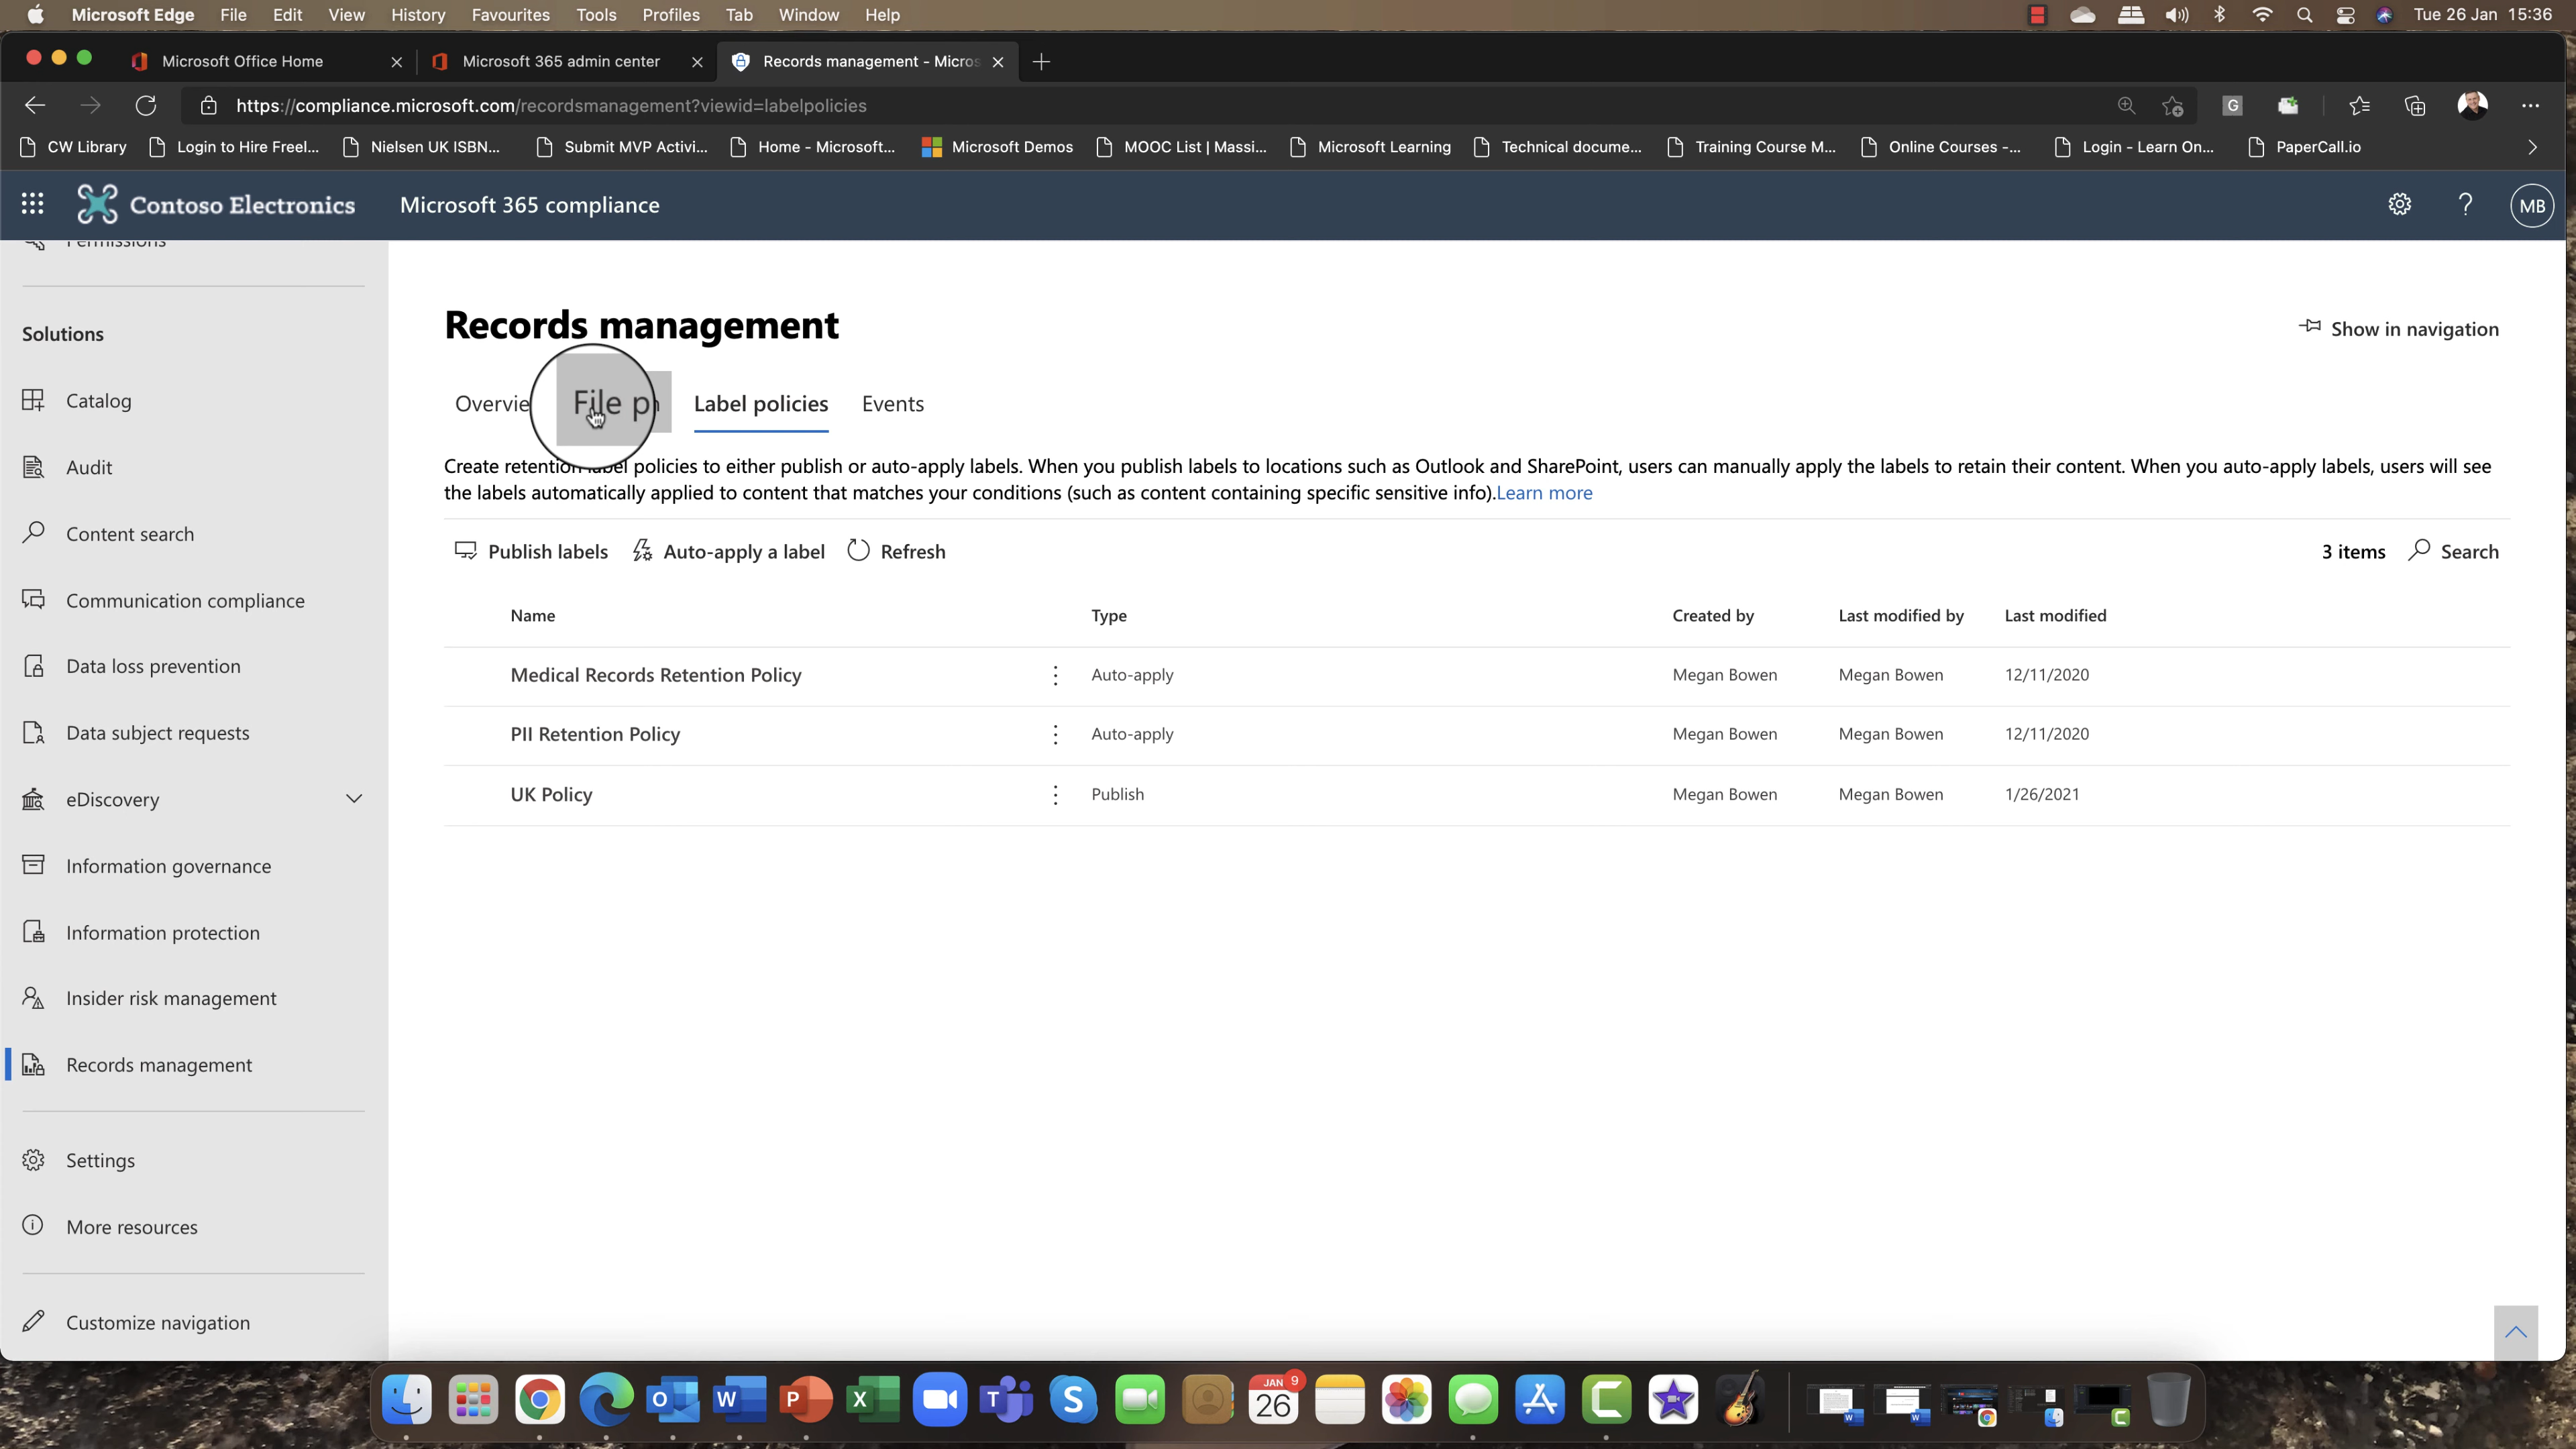 Microsoft Edge File Edit View History Favourites Tools Profiles Tab Window Help Tue 26 Jan 15:36
Microsoft Office Home Microsoft 365 admin center Records management - Micros
https://compliance.microsoft.com/recordsmanagement?viewid=labelpolicies G
CW Library Login to Hire Freel... Nielsen UK ISBN... Submit MVP Activi... Home - Microsoft... Microsoft Demos MOOC List | Massi... Microsoft Learning Technical docume... Training Course M... Online Courses -... Login - Learn On... PaperCall.io
Contoso Electronics Microsoft 365 compliance ? MB
Permissions
Solutions
Catalog
Audit
Content search
Communication compliance
Data loss prevention
Data subject requests
eDiscovery
Information governance
Information protection
Insider risk management
Records management
Settings
More resources
Customize navigation
Records management
Show in navigation
Overvie File p Label policies Events
Create retention label policies to either publish or auto-apply labels. When you publish labels to locations such as Outlook and SharePoint, users can manually apply the labels to retain their content. When you auto-apply labels, users will see
the labels automatically applied to content that matches your conditions (such as content containing specific sensitive info).Learn more
Publish labels Auto-apply a label Refresh 3 items Search
Name Type Created by Last modified by Last modified
Medical Records Retention Policy Auto-apply Megan Bowen Megan Bowen 12/11/2020
PII Retention Policy Auto-apply Megan Bowen Megan Bowen 12/11/2020
UK Policy Publish Megan Bowen Megan Bowen 1/26/2021
O W P X T S JAN 26 9 C